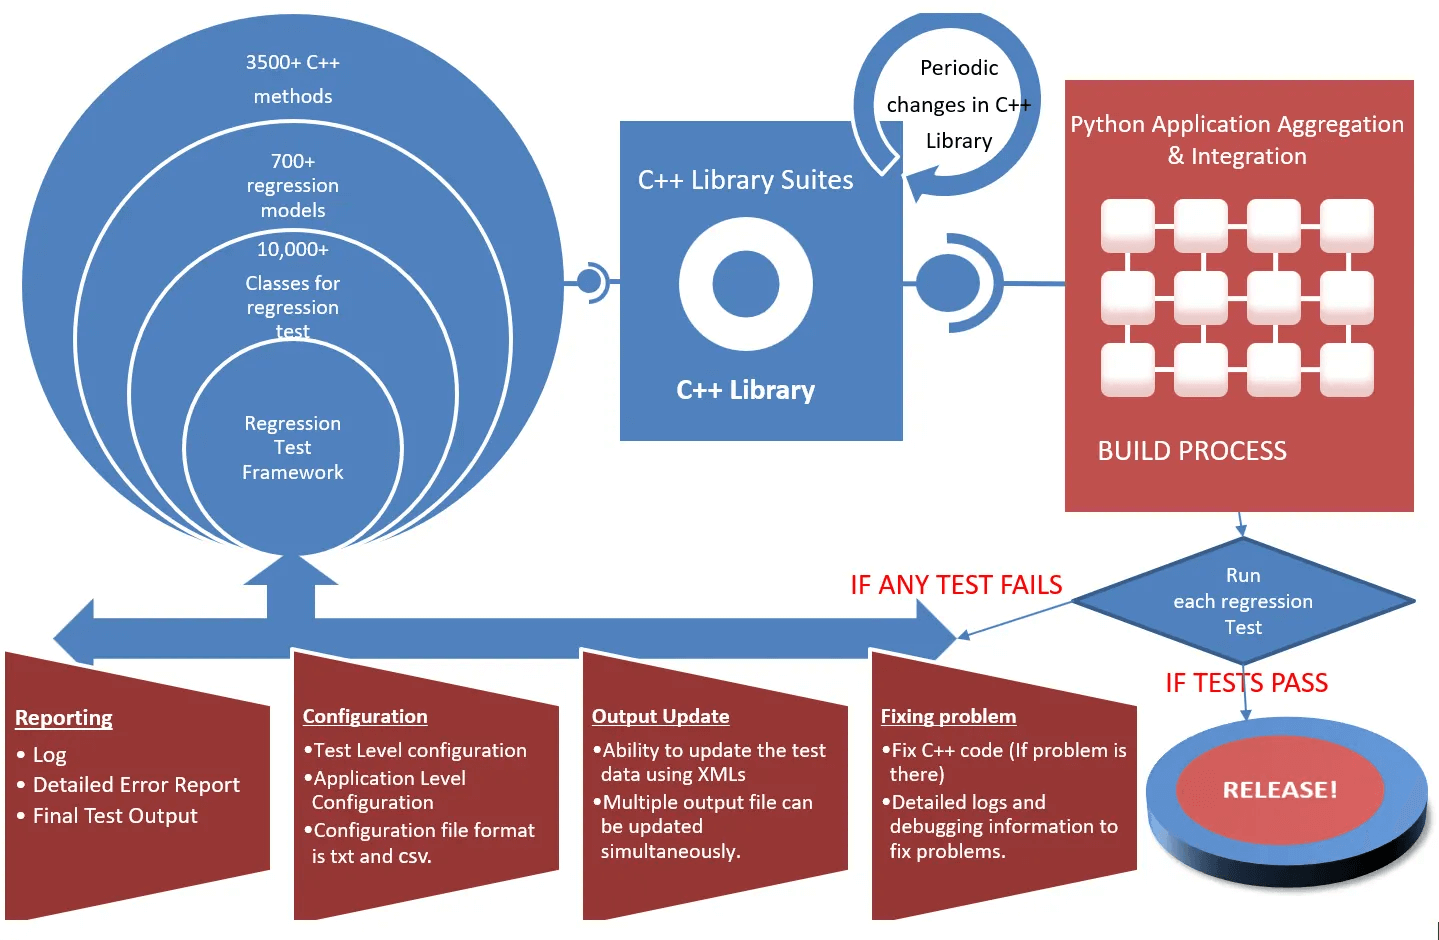 3500+ C++
methods
700+
regression
models
10,000+
Classes for
regression
test
Regression
Test
Framework
C++ Library Suites
C++ Library
Periodic
changes in C++
Library
Python Application Aggregation
& Integration
BUILD PROCESS
Run
each regression
Test
IF ANY TEST FAILS
IF TESTS PASS
RELEASE!
Reporting
• Log
• Detailed Error Report
• Final Test Output
Configuration
•Test Level configuration
•Application Level
Configuration
•Configuration file format
is txt and csv.
Output Update
•Ability to update the test
data using XMLs
•Multiple output file can
be updated
simultaneously.
Fixing problem
•Fix C++ code (If problem is
there)
•Detailed logs and
debugging information to
fix problems.